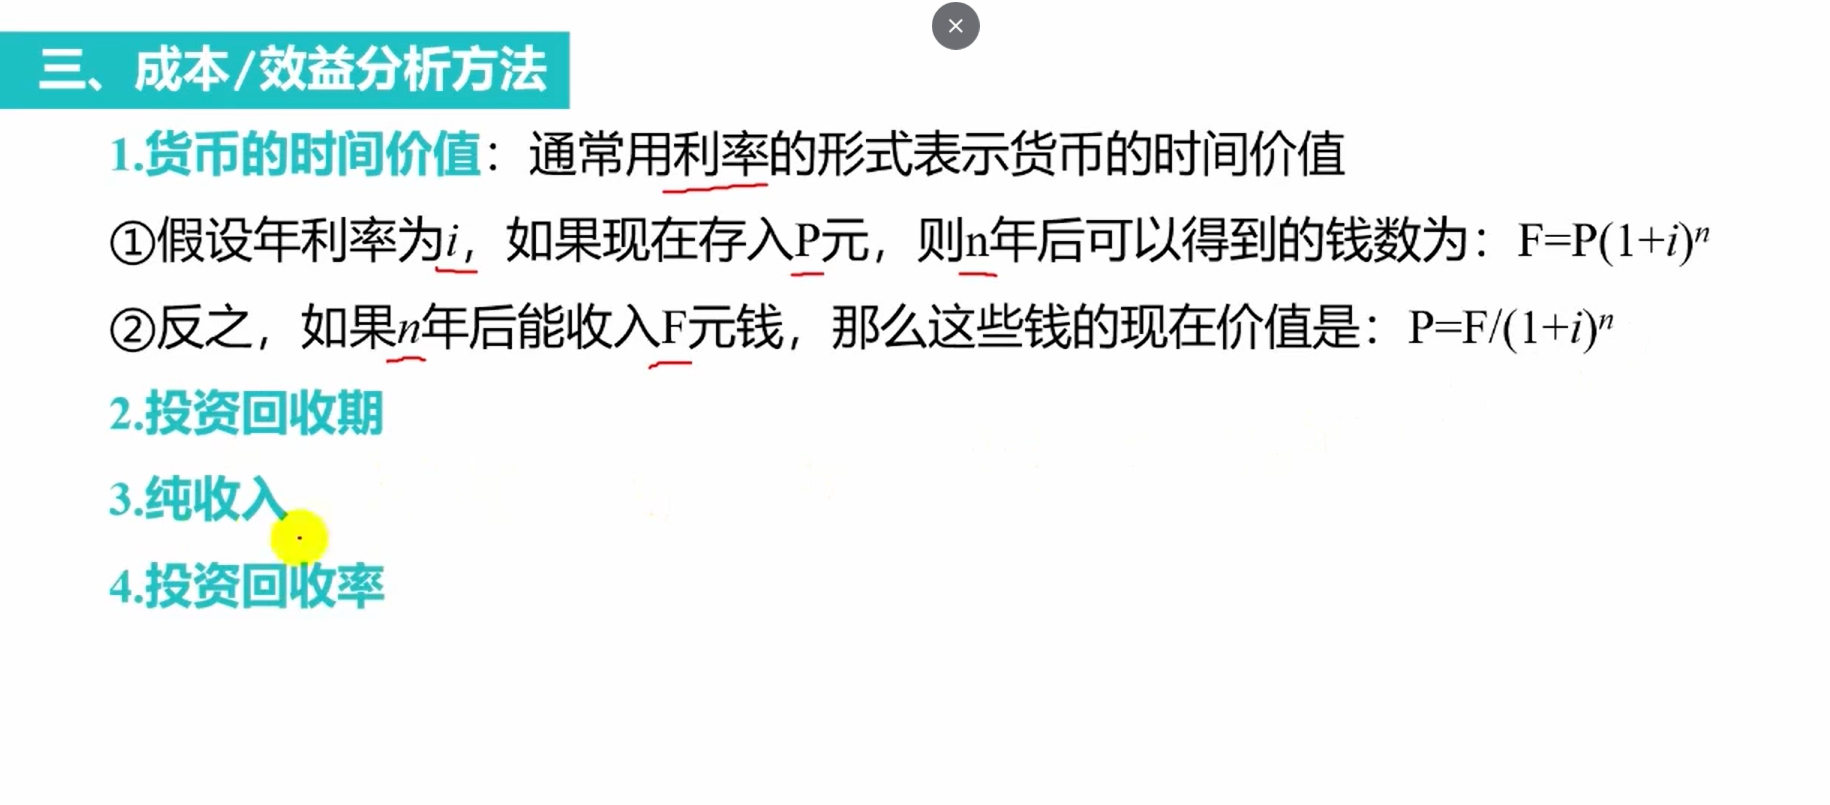 三、成本/效益分析方法
1.货币的时间价值：通常用利率的形式表示货币的时间价值
①假设年利率为i，如果现在存入P元，则n年后可以得到的钱数为：F=P(1+i)ⁿ
②反之，如果n年后能收入F元钱，那么这些钱的现在价值是：P=F/(1+i)ⁿ
2.投资回收期
3.纯收入
4.投资回收率